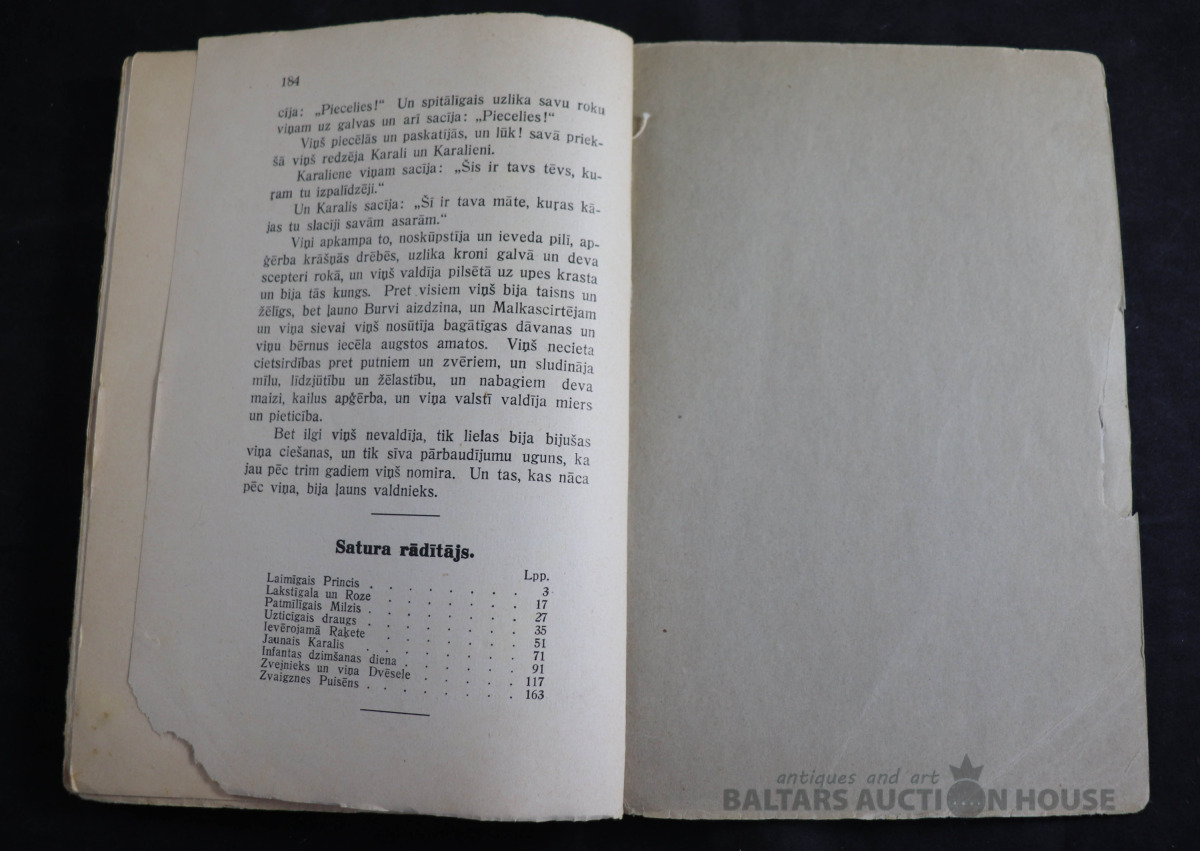 184
cīja: „Piecelies!“ Un spitālīgais uzlika savu roku
viņam uz galvas un arī sacīja: „Piecelies!“
Viņš piecēlās un paskatījās, un lūk! savā priek-
šā viņš redzēja Karali un Karalieni.
Karaliene viņam sacīja: „Šis ir tavs tēvs, ku-
ŗam tu izpalīdzēji.“
Un Karalis sacīja: „Šī ir tava māte, kuŗas kā-
jas tu slacīji savām asarām.“
Viņi apkampa to, noskūpstīja un ieveda pilī, ap-
ģērba krāšņās drēbēs, uzlika kroni galvā un deva
scepteri rokā, un viņš valdīja pilsētā uz upes krasta
un bija tās kungs. Pret visiem viņš bija taisns un
žēlīgs, bet ļauno Burvi aizdzina, un Malkascirtējam
un viņa sievai viņš nosūtīja bagātīgas dāvanas un
viņu bērnus iecēla augstos amatos. Viņš necieta
cietsirdības pret putniem un zvēriem, un sludināja
mīlu, līdzjūtību un žēlastību, un nabagiem deva
maizi, kailus apģērba, un viņa valstī valdīja miers
un pieticība.
Bet ilgi viņš nevaldīja, tik lielas bija bijušas
viņa ciešanas, un tik sīva pārbaudījumu uguns, ka
jau pēc trim gadiem viņš nomira. Un tas, kas nāca
pēc viņa, bija ļauns valdnieks.
Satura rādītājs.
Lpp.
Laimīgais Princis . . . . . . . 3
Lakstīgala un Roze . . . . . . . 17
Patmīlīgais Milzis . . . . . . . 27
Uzticīgais draugs . . . . . . . 35
Ievērojamā Raķete . . . . . . . 51
Jaunais Karalis . . . . . . . 71
Infantas dzimšanas diena . . . . . . 91
Zvejnieks un viņa Dvēsele . . . . . 117
Zvaigznes Puisēns . . . . . . . 163
antiques and art
BALTARS AUCTION HOUSE